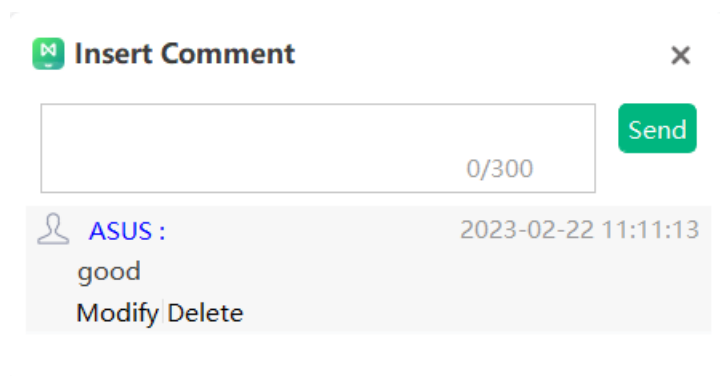 Insert Comment
Send
0/300
ASUS : 2023-02-22 11:11:13
good
Modify Delete